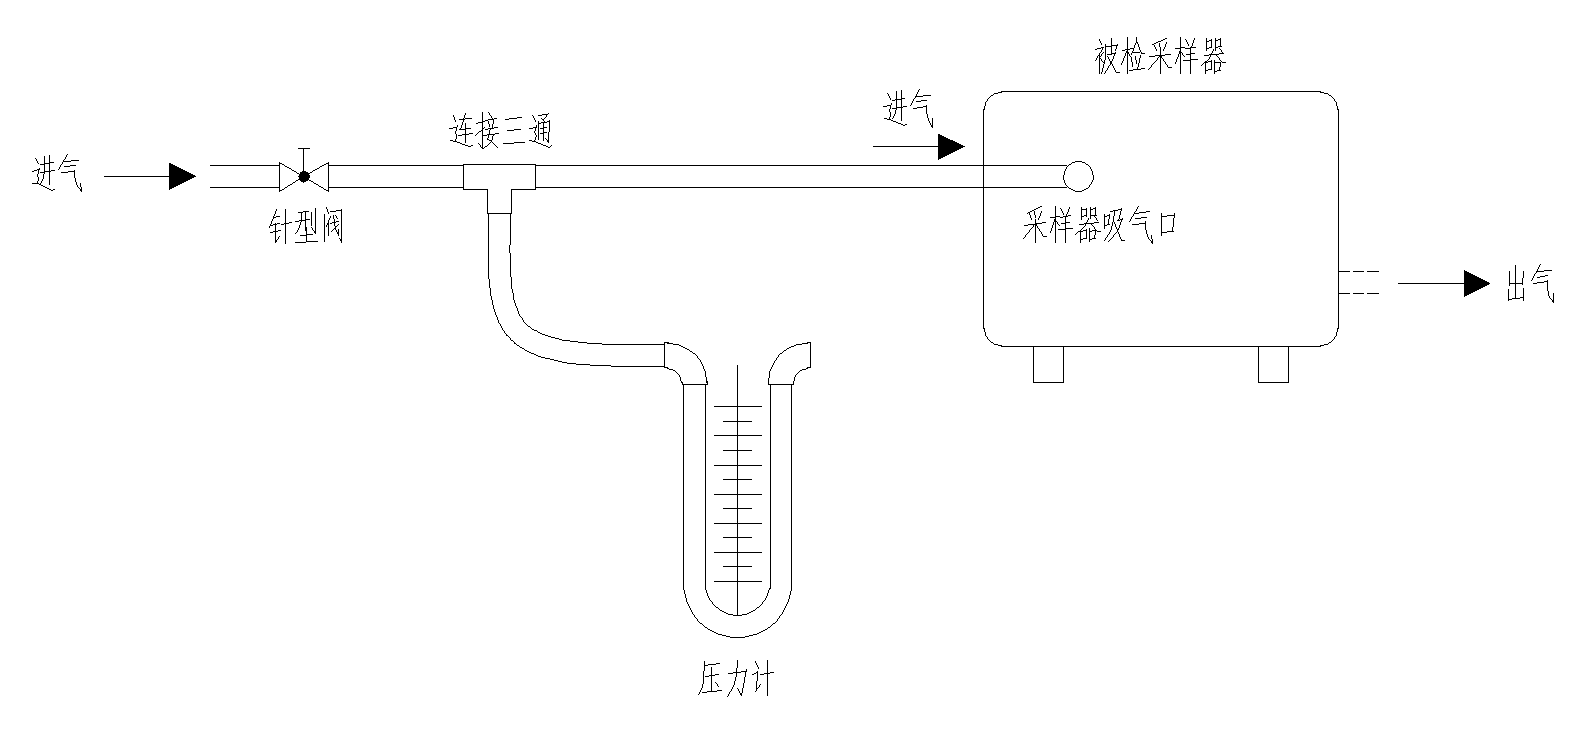 被检采样器
进气
连接三通
进气
针型阀
采样器吸气口
出气
压力计